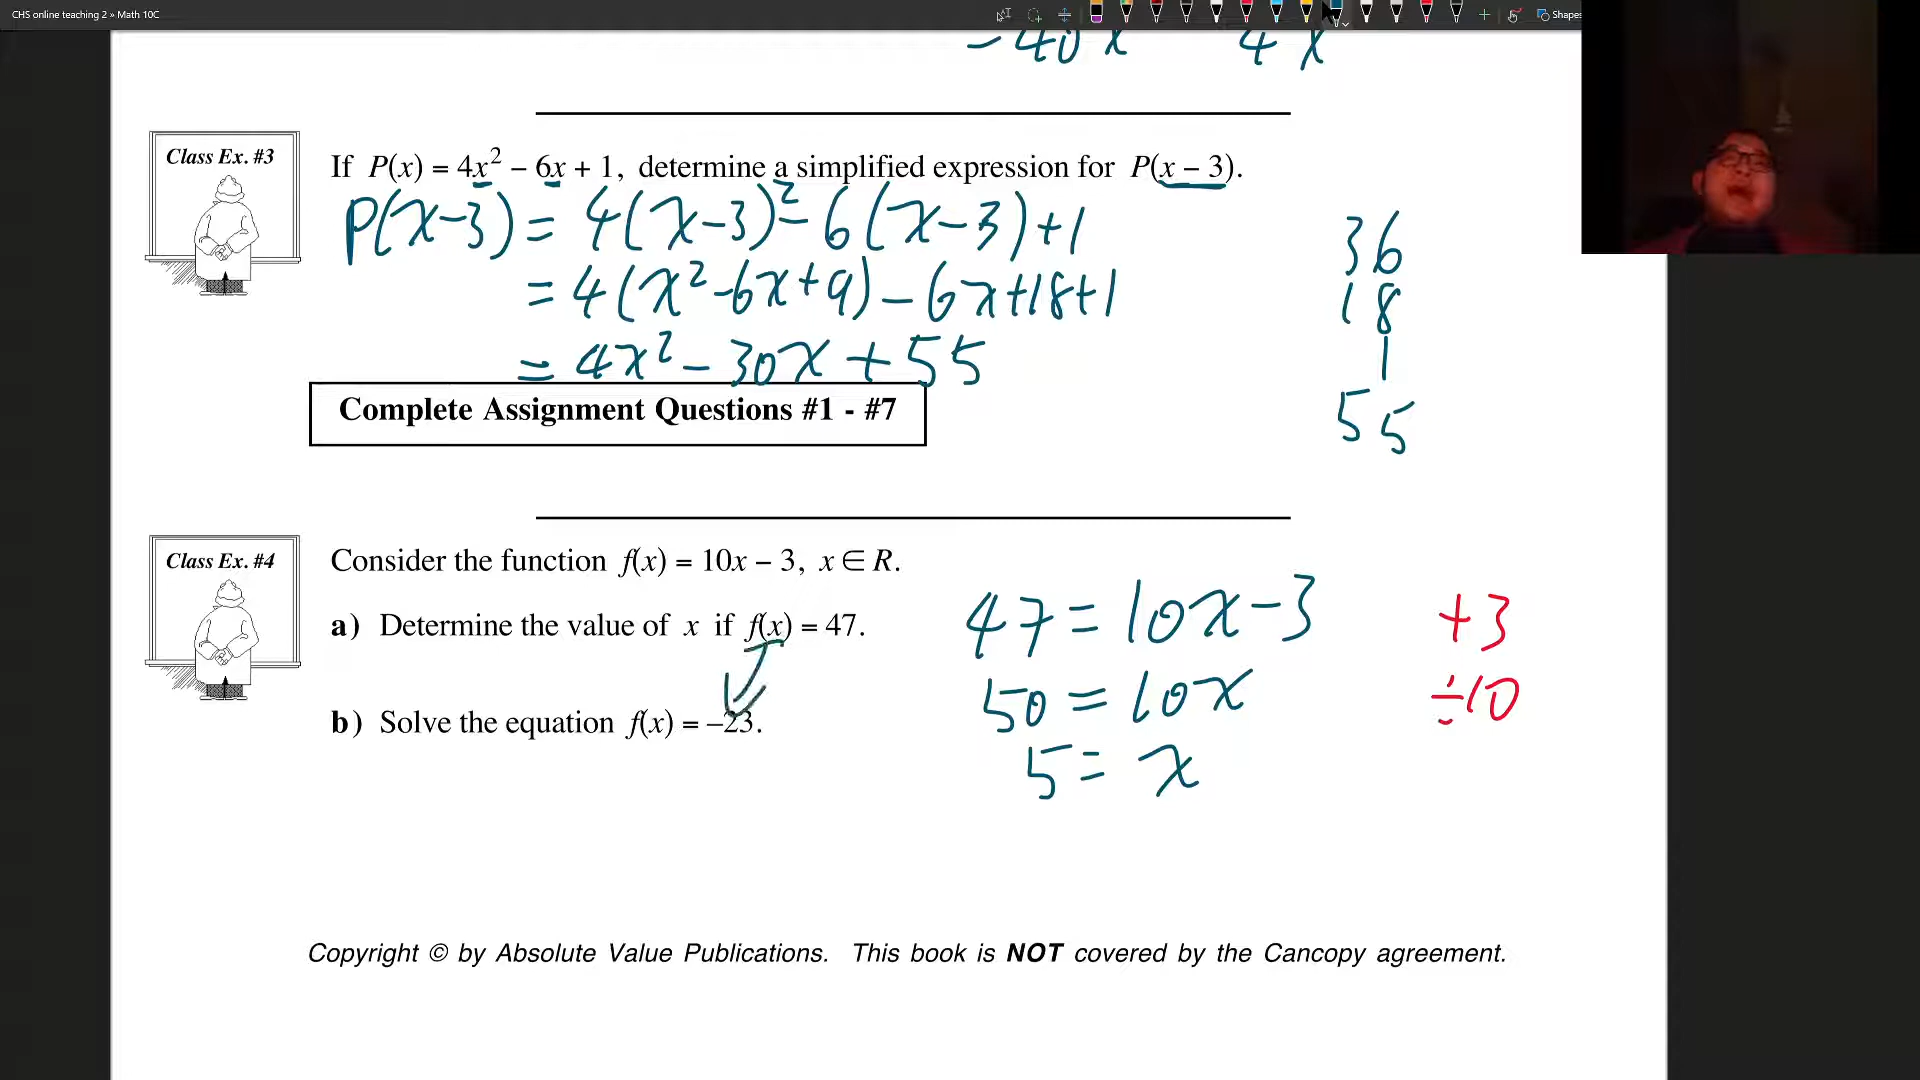 CHS online teaching 2 » Math 10C
Shapes
-40x 4x
Class Ex. #3
If P(x) = 4x² – 6x + 1, determine a simplified expression for P(x – 3).
P(x-3) = 4(x-3)² - 6(x-3)+1
= 4(x²-6x+9) - 6x+18+1
= 4x² - 30x + 55
36
18
1
55
Complete Assignment Questions #1 - #7
Class Ex. #4
Consider the function f(x) = 10x – 3, x ∈ R.
a) Determine the value of x if f(x) = 47.
47 = 10x-3
+3
50 = 10x
÷10
b) Solve the equation f(x) = –23.
5 = x
Copyright © by Absolute Value Publications. This book is NOT covered by the Cancopy agreement.